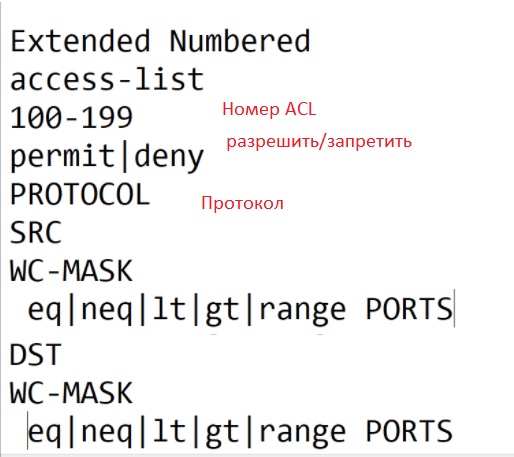 Extended Numbered
access-list
100-199 Номер ACL
permit|deny разрешить/запретить
PROTOCOL Протокол
SRC
WC-MASK
eq|neq|lt|gt|range PORTS
DST
WC-MASK
eq|neq|lt|gt|range PORTS